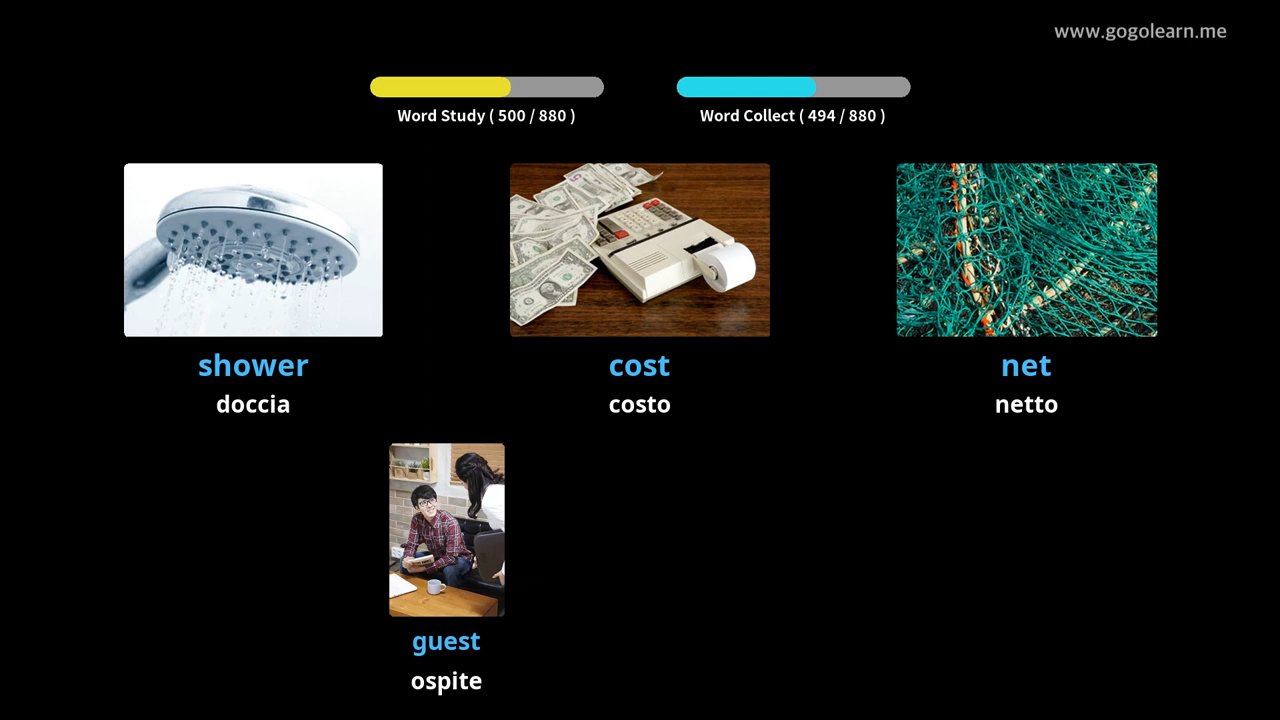 www.gogolearn.me
Word Study ( 500 / 880 )
Word Collect ( 494 / 880 )
shower
cost
net
doccia
costo
netto
guest
ospite